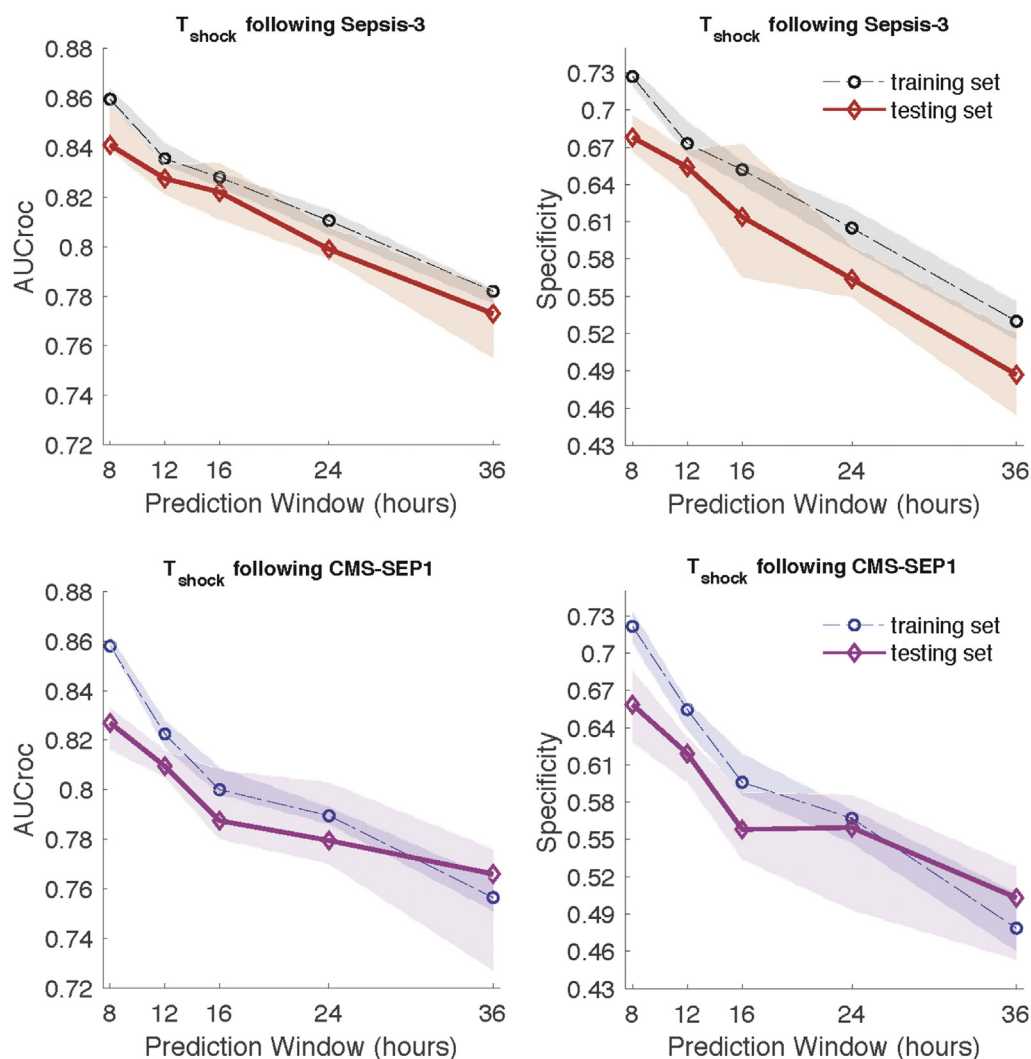 T_shock following Sepsis-3
0.88
0.86
0.84
0.82
0.8
0.78
0.76
0.74
0.72
AUCroc
8 12 16 24 36
Prediction Window (hours)
T_shock following Sepsis-3
training set
testing set
0.73
0.7
0.67
0.64
0.61
0.58
0.55
0.52
0.49
0.46
0.43
Specificity
8 12 16 24 36
Prediction Window (hours)
T_shock following CMS-SEP1
0.88
0.86
0.84
0.82
0.8
0.78
0.76
0.74
0.72
AUCroc
8 12 16 24 36
Prediction Window (hours)
T_shock following CMS-SEP1
training set
testing set
0.73
0.7
0.67
0.64
0.61
0.58
0.55
0.52
0.49
0.46
0.43
Specificity
8 12 16 24 36
Prediction Window (hours)